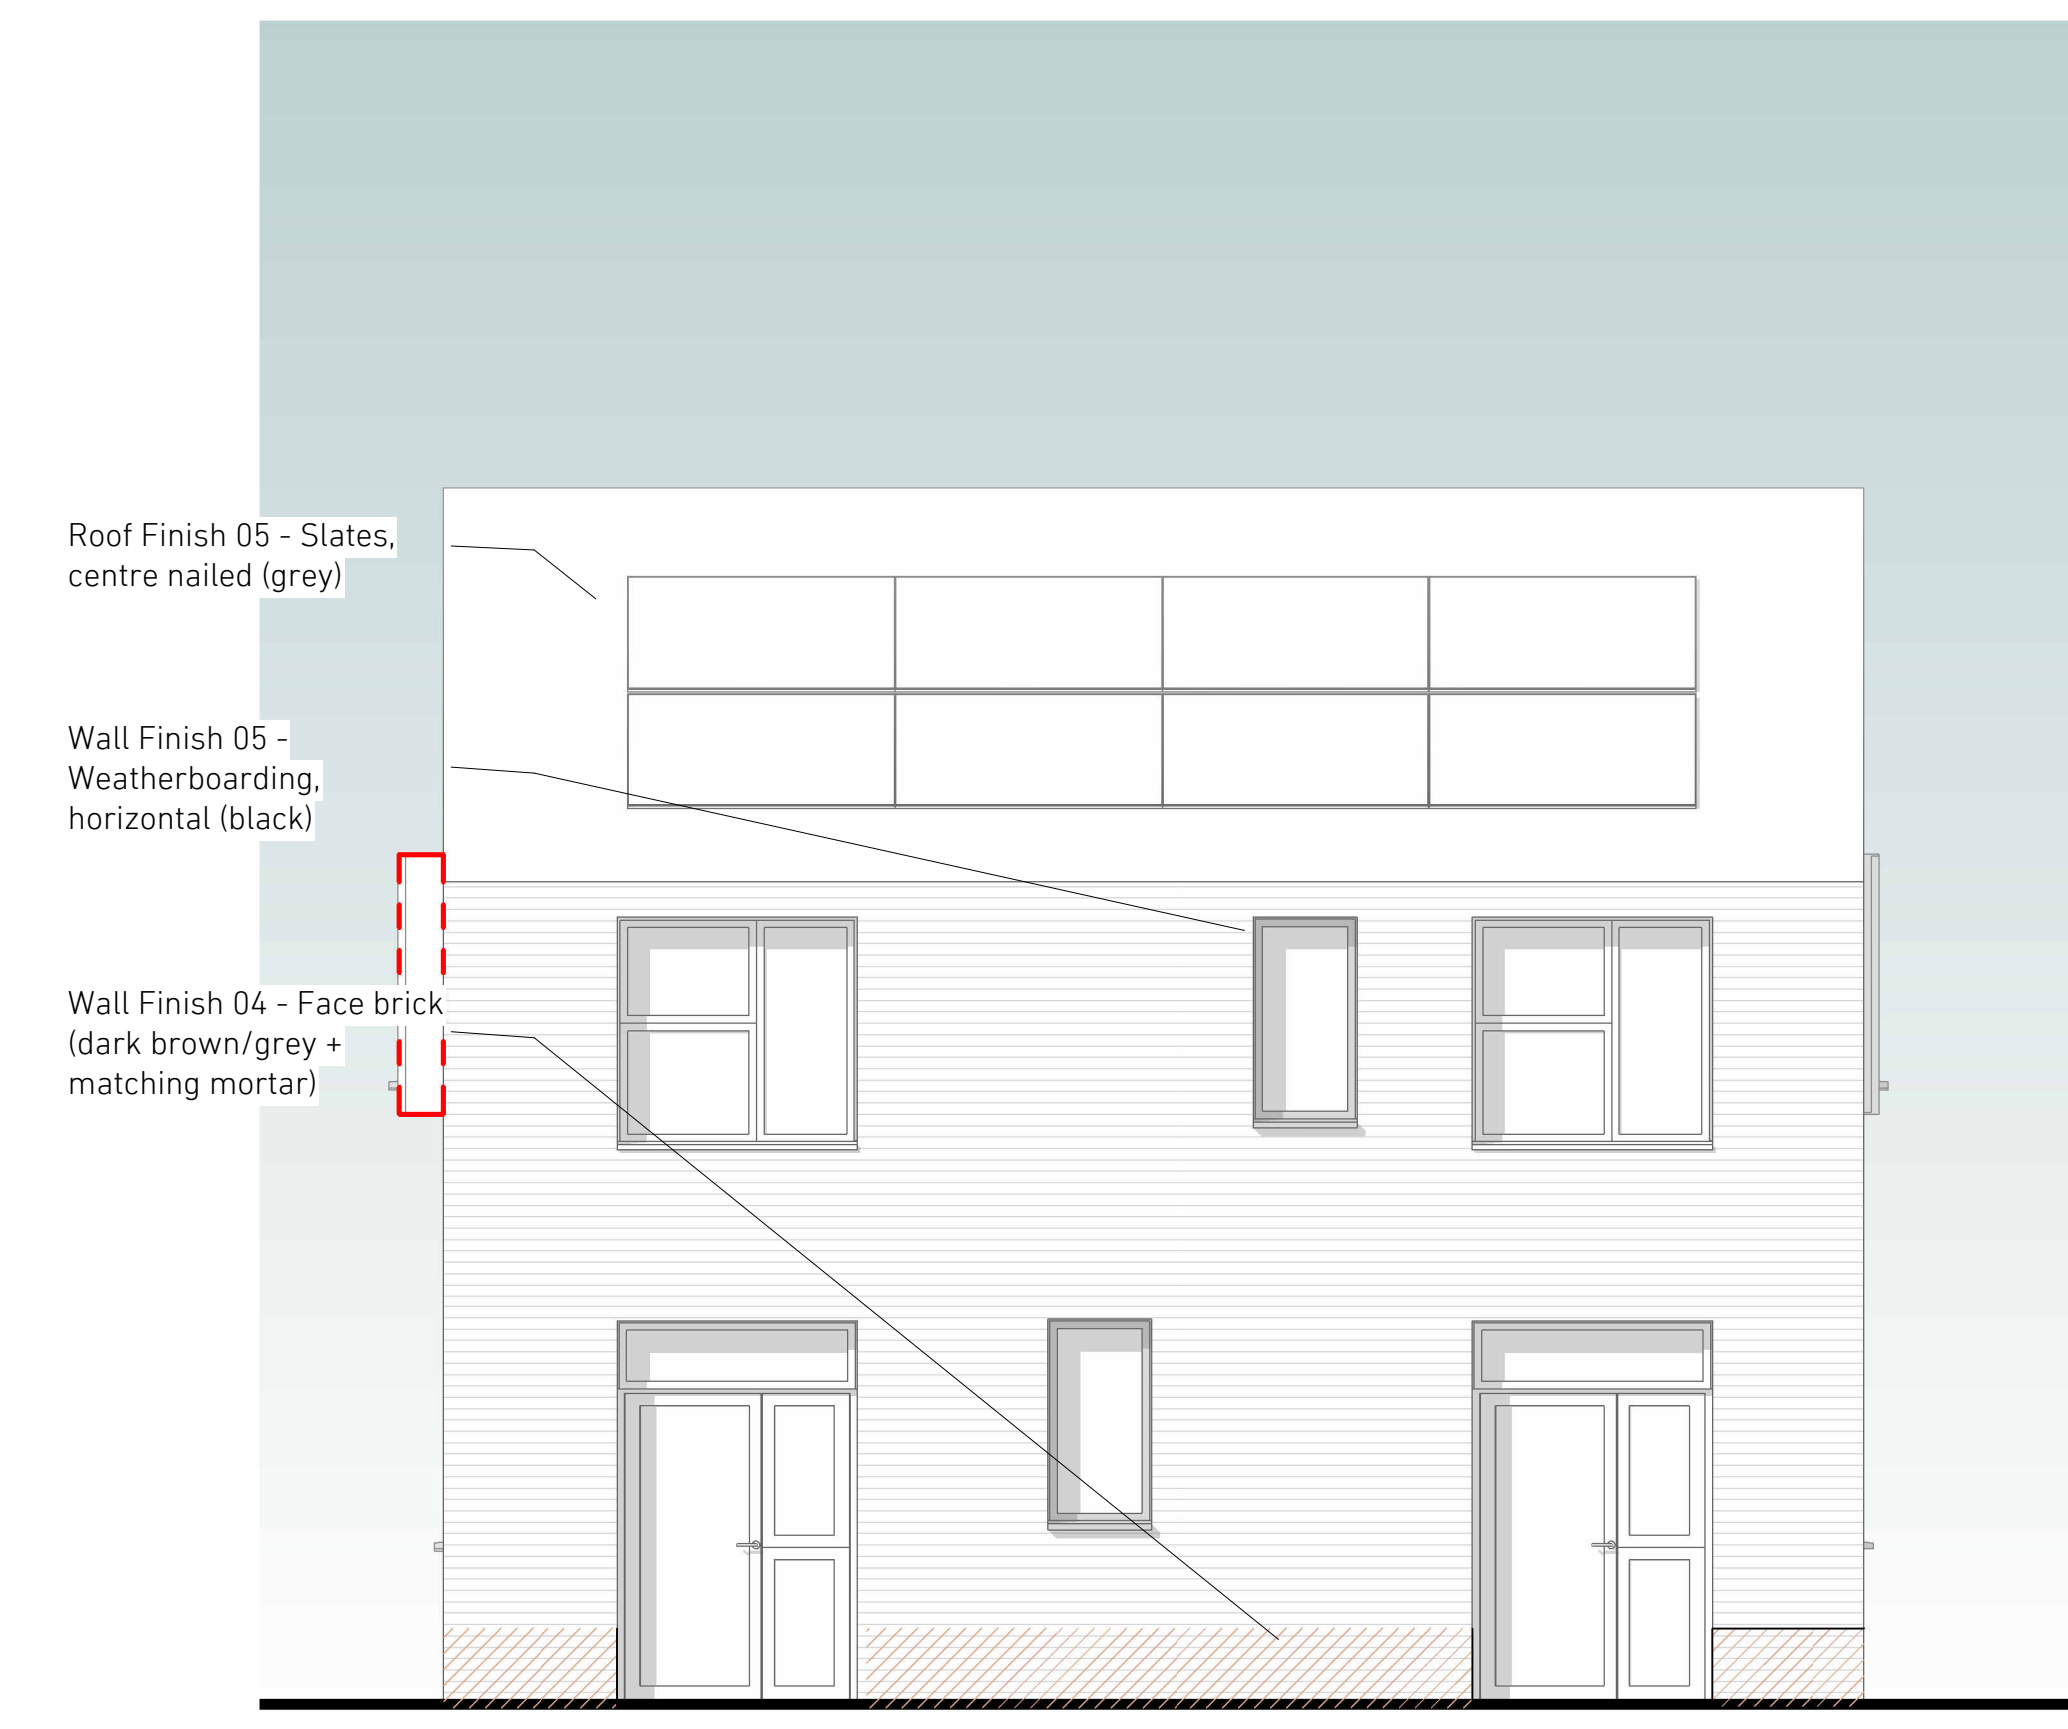 Roof Finish 05 - Slates,
centre nailed (grey)
Wall Finish 05 -
Weatherboarding,
horizontal (black)
Wall Finish 04 - Face brick
(dark brown/grey +
matching mortar)